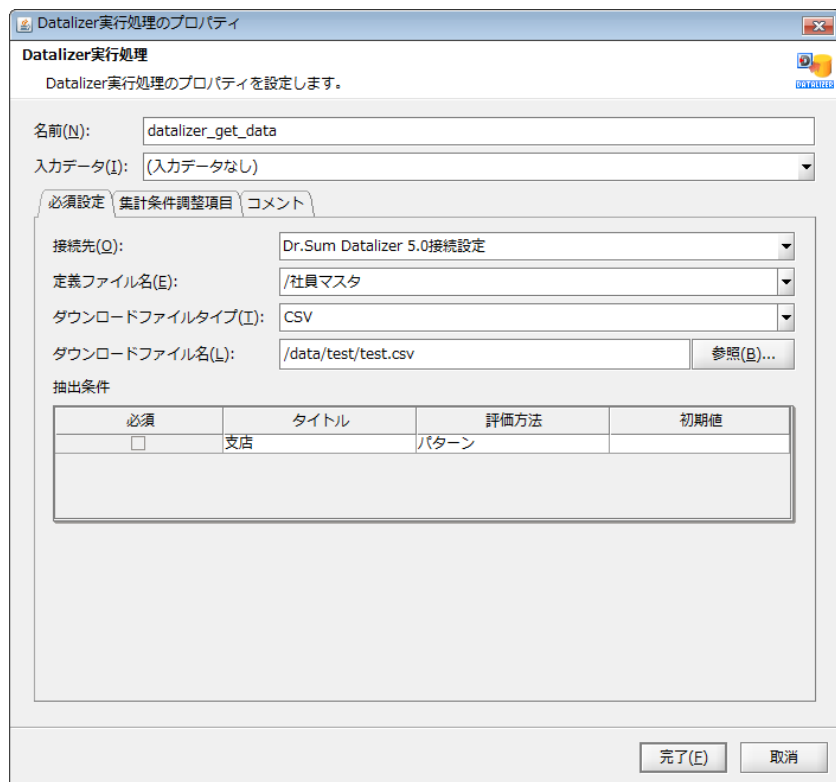 Datalizer実行処理のプロパティ
Datalizer実行処理
Datalizer実行処理のプロパティを設定します。
DATALIZER
名前(N): datalizer_get_data
入力データ(I): (入力データなし)
必須設定 集計条件調整項目 コメント
接続先(O): Dr.Sum Datalizer 5.0接続設定
定義ファイル名(E): /社員マスタ
ダウンロードファイルタイプ(T): CSV
ダウンロードファイル名(L): /data/test/test.csv 参照(B)...
抽出条件
必須 タイトル 評価方法 初期値
支店 パターン
完了(F) 取消